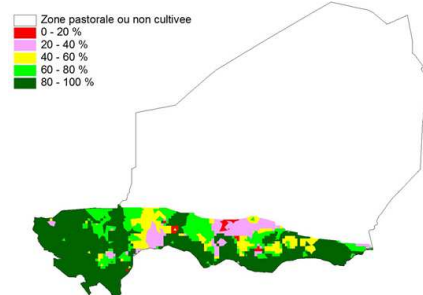 Zone pastorale ou non cultivee
0 - 20 %
20 - 40 %
40 - 60 %
60 - 80 %
80 - 100 %